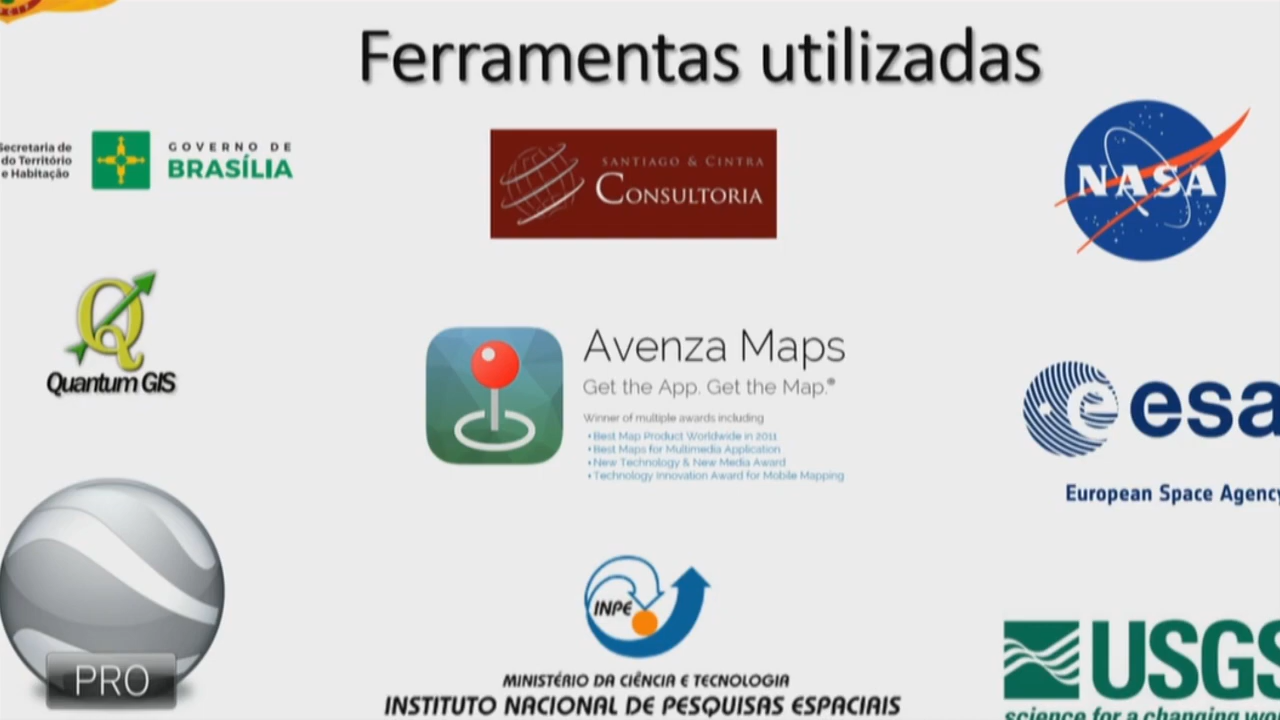 Ferramentas utilizadas
Secretaria de
do Território
e Habitação
GOVERNO DE
BRASÍLIA
SANTIAGO & CINTRA
CONSULTORIA
NASA
Quantum GIS
Avenza Maps
Get the App. Get the Map.®
Winner of multiple awards including
• Best Map Product Worldwide in 2011
• Best Maps for Multimedia Application
• New Technology & New Media Award
• Technology Innovation Award for Mobile Mapping
esa
European Space Agency
PRO
INPE
MINISTÉRIO DA CIÊNCIA E TECNOLOGIA
INSTITUTO NACIONAL DE PESQUISAS ESPACIAIS
USGS
science for a changing